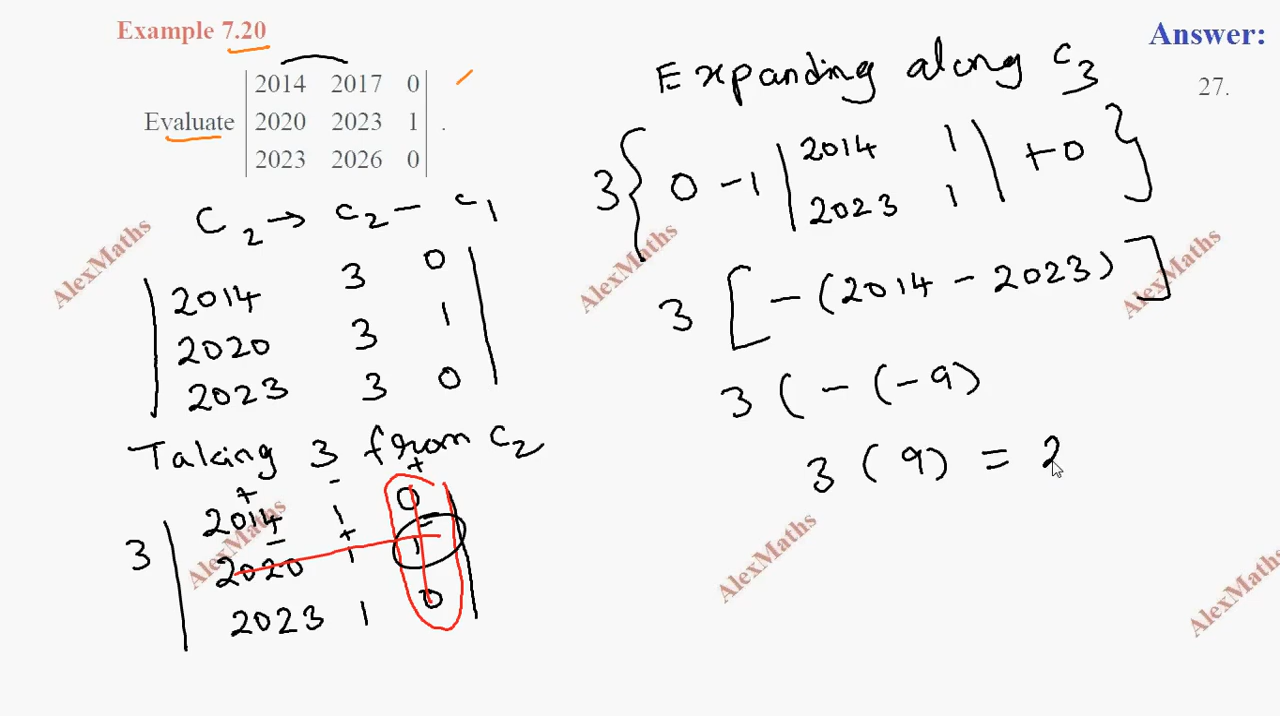 Example 7.20
Answer:
27.
2014 2017 0
Evaluate 2020 2023 1 .
2023 2026 0
C2 → C2 - C1
2014 3 0
2020 3 1
2023 3 0
Taking 3 from C2
+ - +
2014 1 0
- + -
3 2020 1 1
2023 1 0
Expanding along C3
3 { 0 -1 | 2014 1 | +0 }
2023 1
3 [ - (2014 - 2023) ]
3 ( - (-9)
3 (9) = 2
AlexMaths
AlexMaths
AlexMaths
AlexMaths
AlexMaths
AlexMaths